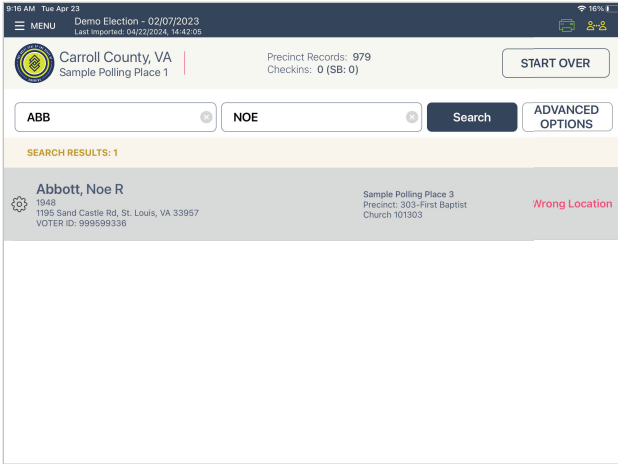 9:16 AM Tue Apr 23
16%
MENU
Demo Election - 02/07/2023
Last Imported: 04/22/2024, 14:42:05
Carroll County, VA
Sample Polling Place 1
Precinct Records: 979
Checkins: 0 (SB: 0)
START OVER
ABB
NOE
Search
ADVANCED
OPTIONS
SEARCH RESULTS: 1
Abbott, Noe R
1948
1195 Sand Castle Rd, St. Louis, VA 33957
VOTER ID: 999599336
Sample Polling Place 3
Precinct: 303-First Baptist
Church 101303
Wrong Location